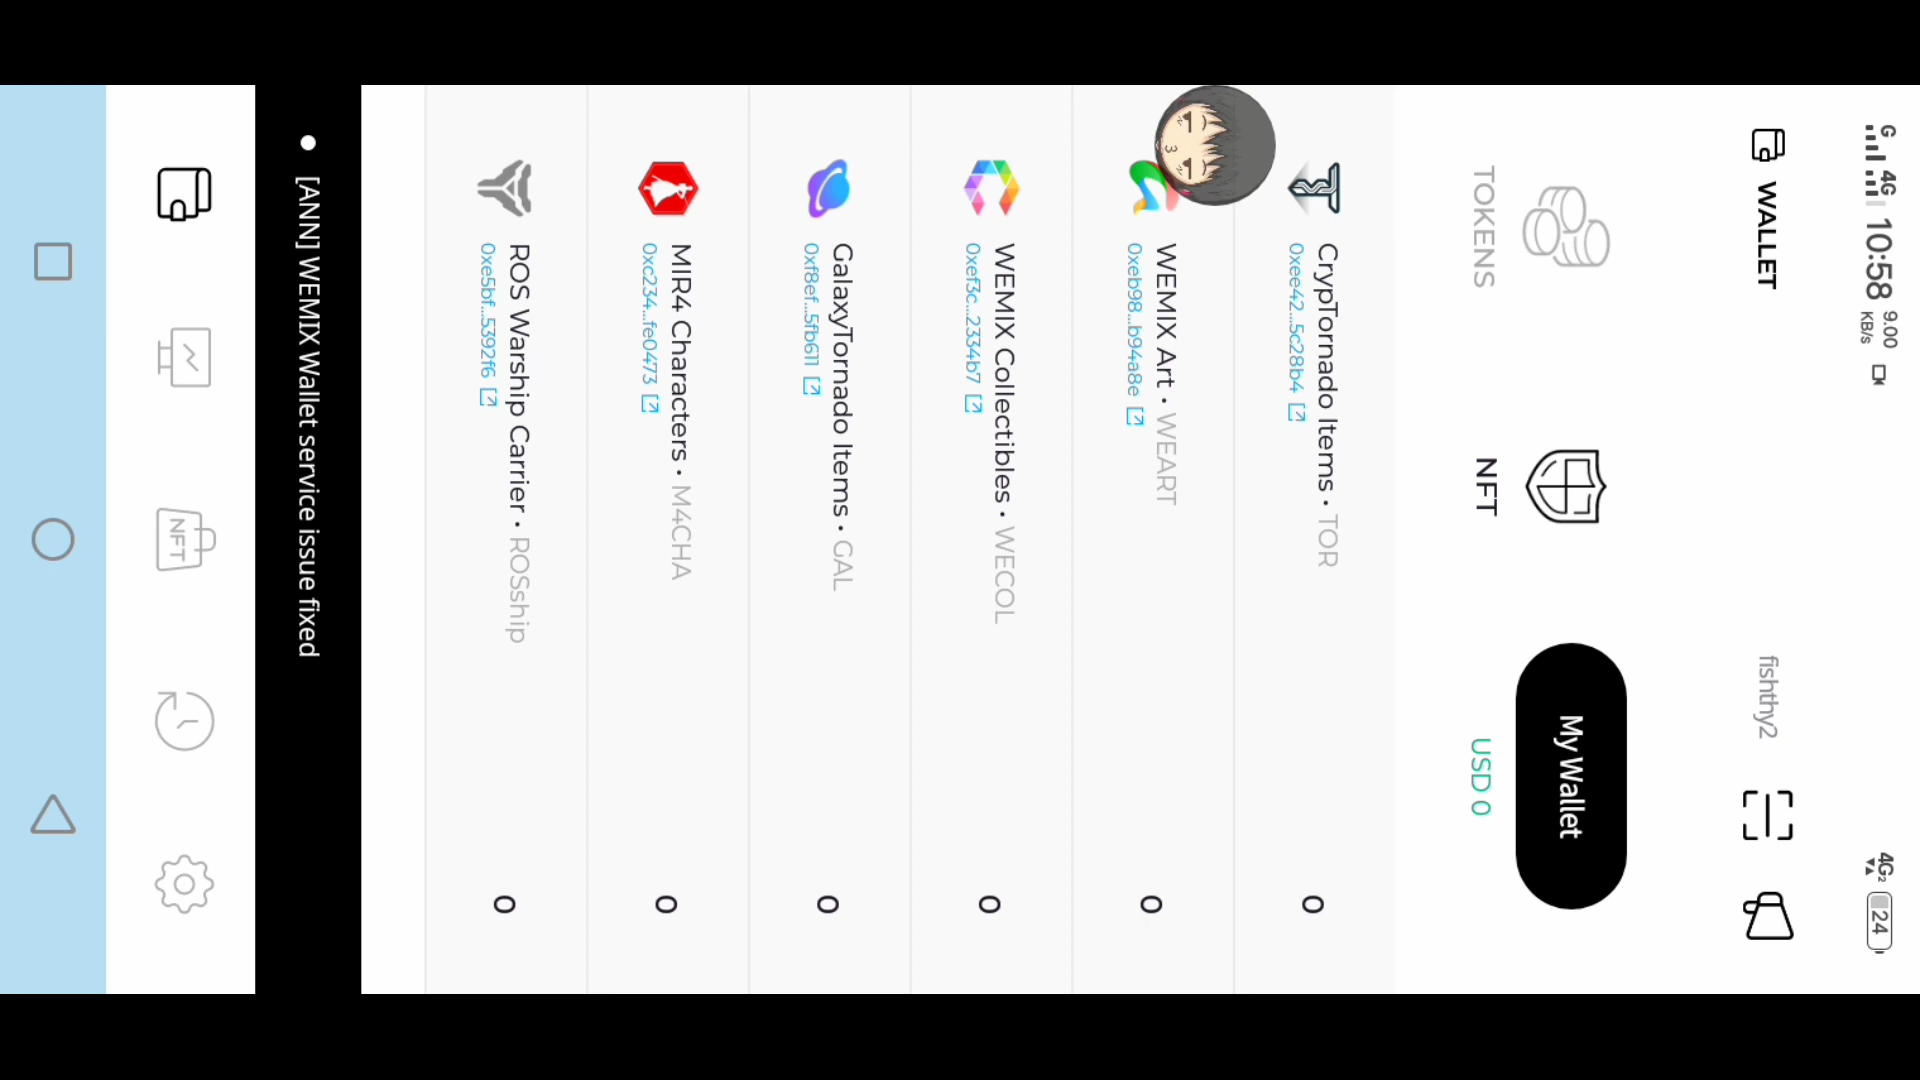 G 4G 10:58 9.00 KB/s 4G2 24
WALLET fishthy2
TOKENS
NFT
My Wallet
USD 0
CrypTornado Items • TOR
0xee42...5c28b4
0
WEMIX Art • WEART
0xeb98...b94a8e
0
WEMIX Collectibles • WECOL
0xef3c...2334b7
0
GalaxyTornado Items • GAL
0xf8ef...5fb611
0
MIR4 Characters • M4CHA
0xc234...fe0473
0
ROS Warship Carrier • ROSship
0xe5bf...5392f6
0
• [ANN] WEMIX Wallet service issue fixed
NFT